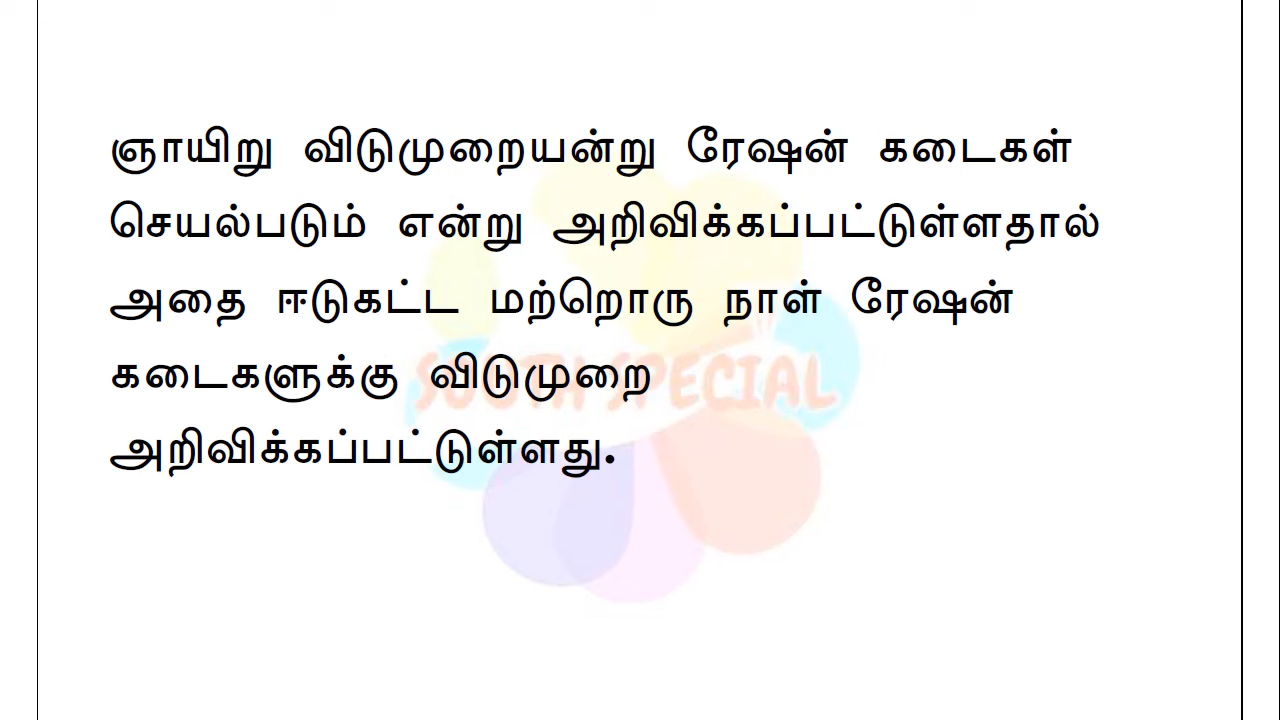 ஞாயிறு விடுமுறையன்று ரேஷன் கடைகள்
செயல்படும் என்று அறிவிக்கப்பட்டுள்ளதால்
அதை ஈடுகட்ட மற்றொரு நாள் ரேஷன்
கடைகளுக்கு விடுமுறை
SOUTH SPECIAL
அறிவிக்கப்பட்டுள்ளது.